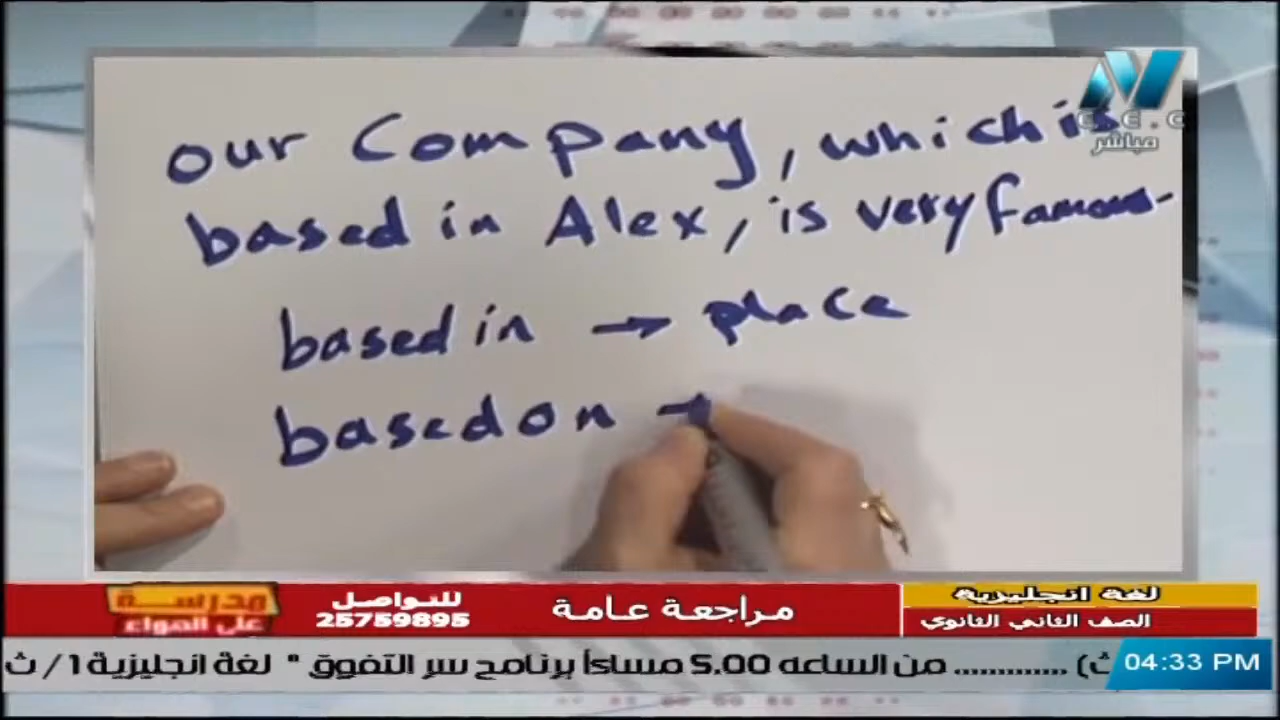 our Company, which is
based in Alex, is very famous.
based in → place
based on →
مباشر
لغة انجليزية
الصف الثاني الثانوي
مراجعة عامة
للتواصل
25759895
مدرسة
على الهواء
04:33 PM
ث) ............ من الساعه 5.00 مساءاً برنامج سر التفوق " لغة انجليزية 1/ ث